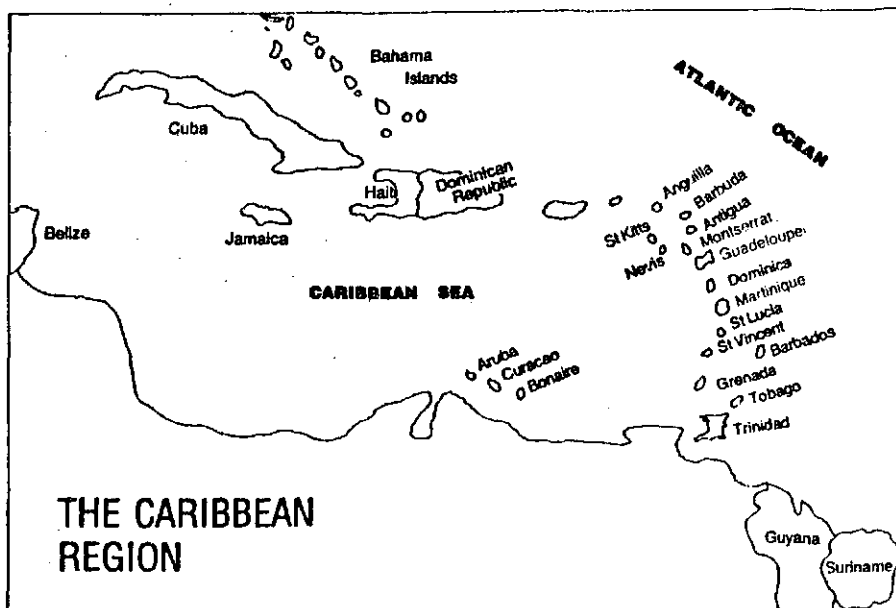 Bahama
Islands
ATLANTIC OCEAN
Cuba
Haiti
Dominican
Republic
Anguilla
Barbuda
Antigua
St Kitts
Montserrat
Nevis
Guadeloupe
Belize
Jamaica
CARIBBEAN SEA
Dominica
Martinique
St Lucia
St Vincent
Barbados
Aruba
Curacao
Bonaire
Grenada
Tobago
Trinidad
THE CARIBBEAN
REGION
Guyana
Suriname